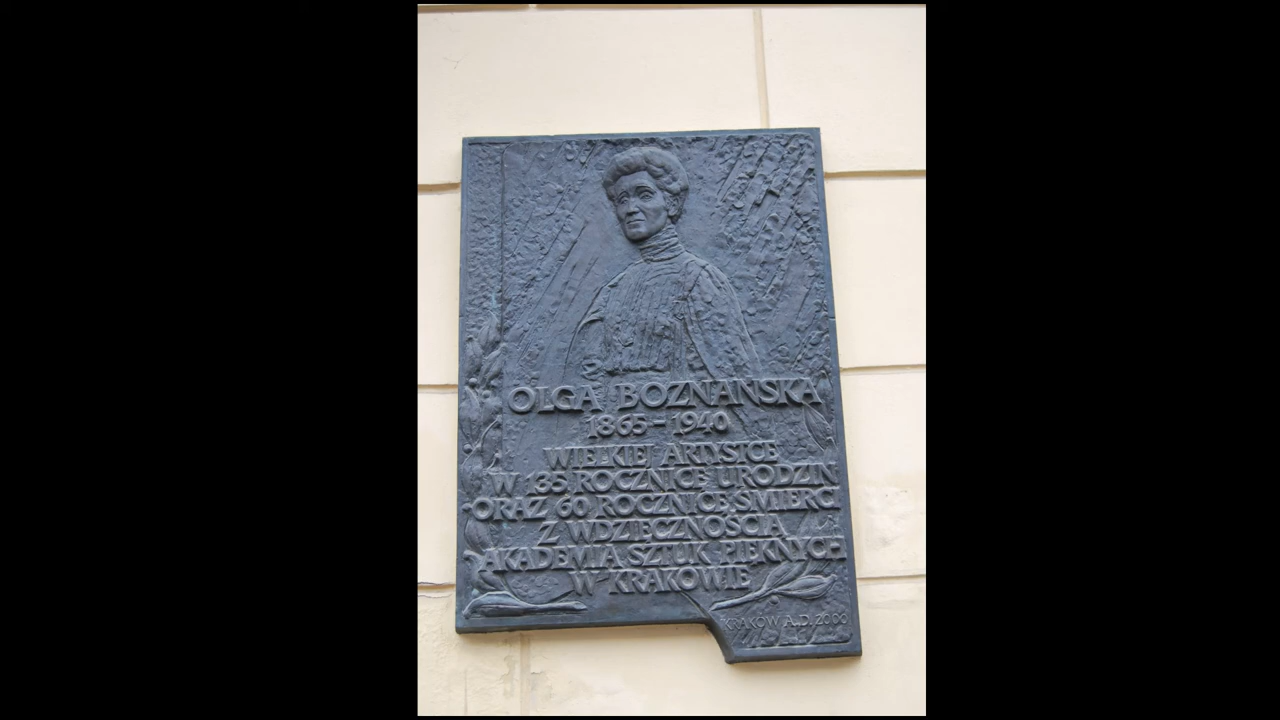 OLGA BOZNAŃSKA
1865-1940
WIELKIEJ ARTYSTCE
W 135 ROCZNICĘ URODZIN
ORAZ 60 ROCZNICĘ ŚMIERCI
Z WDZIĘCZNOŚCIĄ
AKADEMIA SZTUK PIĘKNYCH
W KRAKOWIE
KRAKÓW A.D. 2000